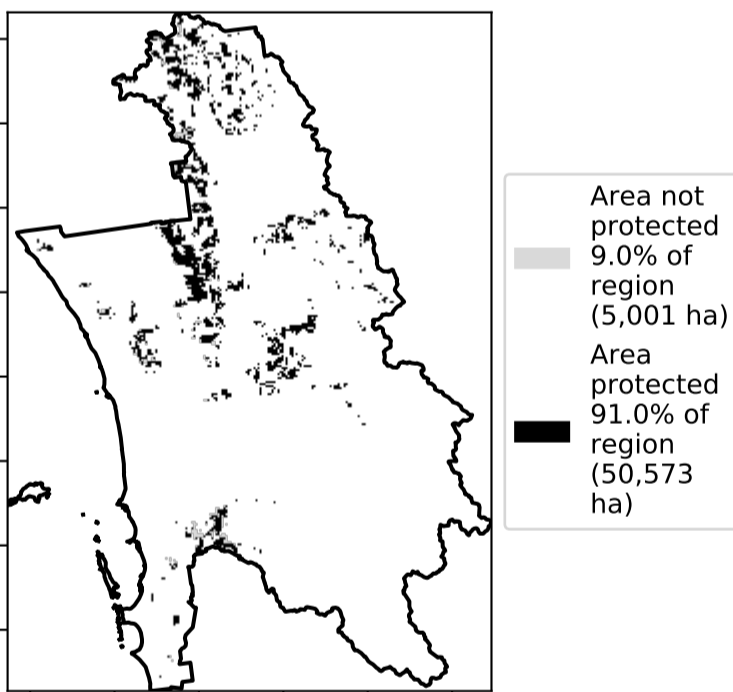 Area not
protected
9.0% of
region
(5,001 ha)
Area
protected
91.0% of
region
(50,573
ha)